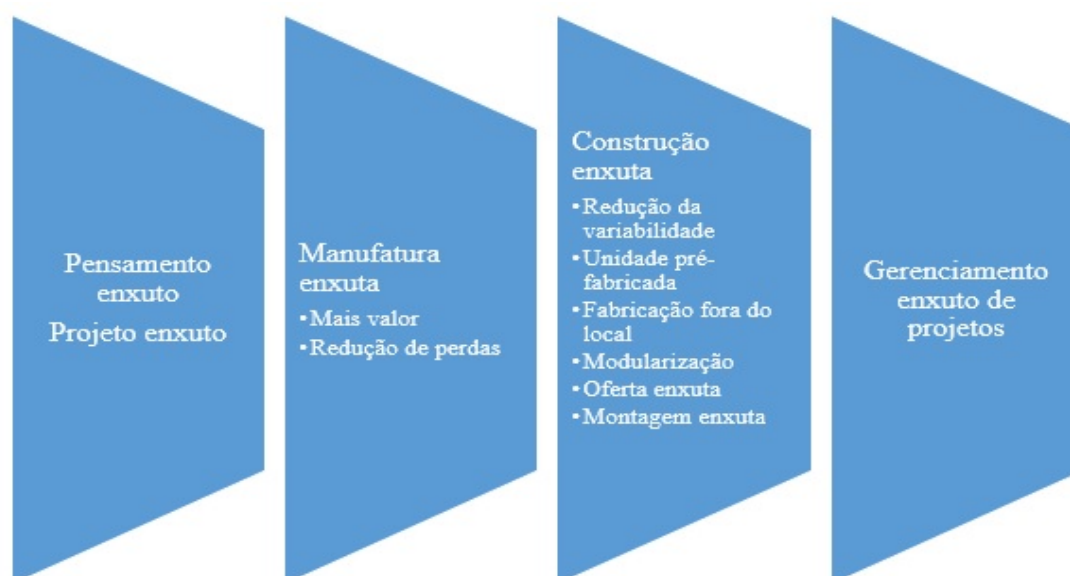 Pensamento
enxuto
Projeto enxuto
Manufatura
enxuta
•Mais valor
•Redução de perdas
Construção
enxuta
•Redução da
variabilidade
•Unidade pré-
fabricada
•Fabricação fora do
local
•Modularização
•Oferta enxuta
•Montagem enxuta
Gerenciamento
enxuto de
projetos